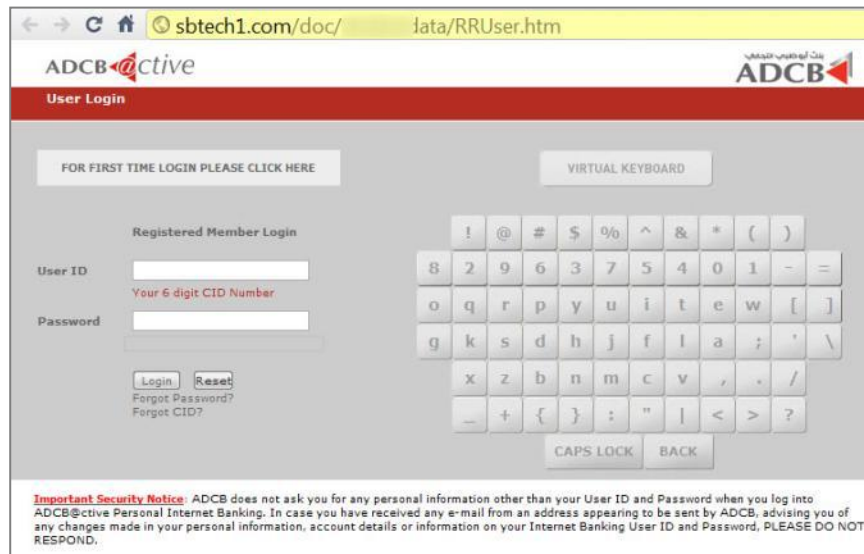 sbtech1.com/doc/ data/RRUser.htm
ADCB@ctive
بنك أبوظبي التجاري
ADCB
User Login
FOR FIRST TIME LOGIN PLEASE CLICK HERE
VIRTUAL KEYBOARD
Registered Member Login
User ID
Your 6 digit CID Number
Password
Login Reset
Forgot Password?
Forgot CID?
! @ # $ % ^ & * ( )
8 2 9 6 3 7 5 4 0 1 - =
o q r p y u i t e w [ ]
g k s d h j f l a ; ' \
x z b n m c v , . /
_ + { } : " | < > ?
CAPS LOCK BACK
Important Security Notice: ADCB does not ask you for any personal information other than your User ID and Password when you log into
ADCB@ctive Personal Internet Banking. In case you have received any e-mail from an address appearing to be sent by ADCB, advising you of
any changes made in your personal information, account details or information on your Internet Banking User ID and Password, PLEASE DO NOT
RESPOND.